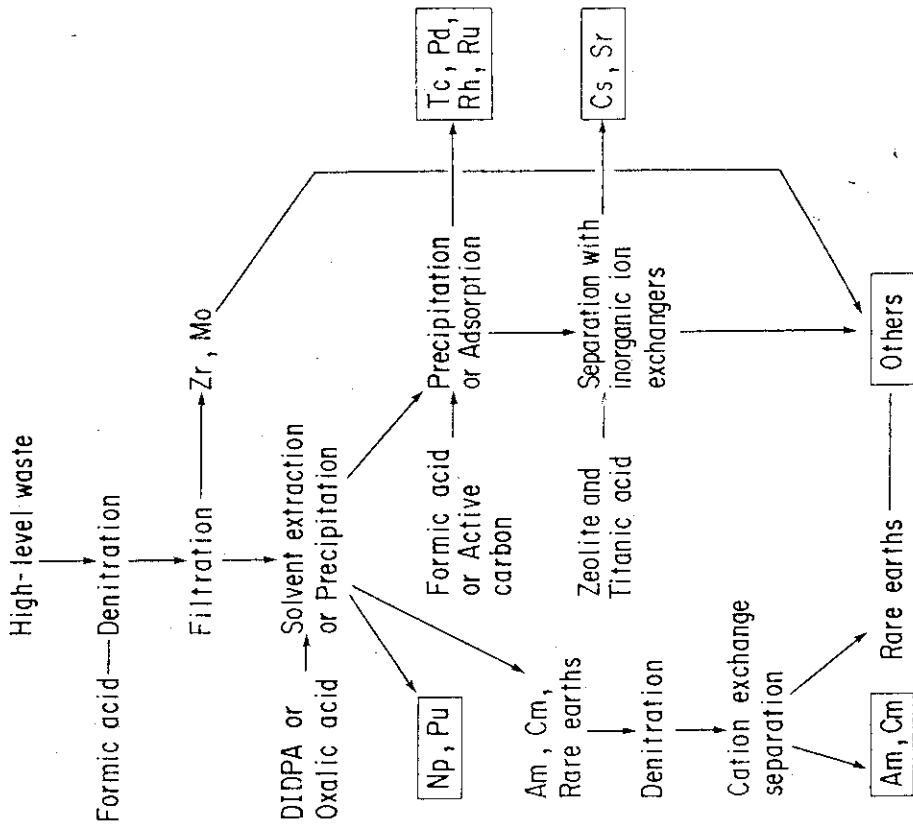 High-level waste
Formic acid
Denitration
Filtration
Zr, Mo
DIDPA or
Oxalic acid
Solvent extraction
or Precipitation
Np, Pu
Formic acid
or Active
carbon
Precipitation
or Adsorption
Tc, Pd,
Rh, Ru
Am, Cm,
Rare earths
Zeolite and
Titanic acid
Separation with
inorganic ion
exchangers
Cs, Sr
Denitration
Cation exchange
separation
Am, Cm
Rare earths
Others